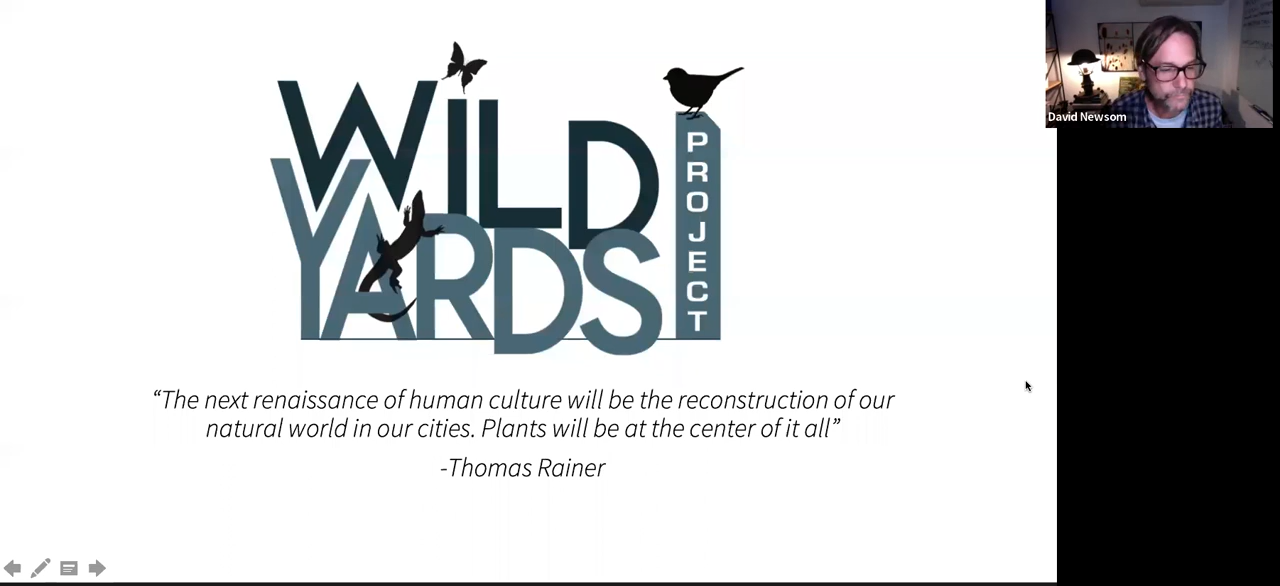 WILD
YARDS
PROJECT
“The next renaissance of human culture will be the reconstruction of our
natural world in our cities. Plants will be at the center of it all”
-Thomas Rainer
David Newsom